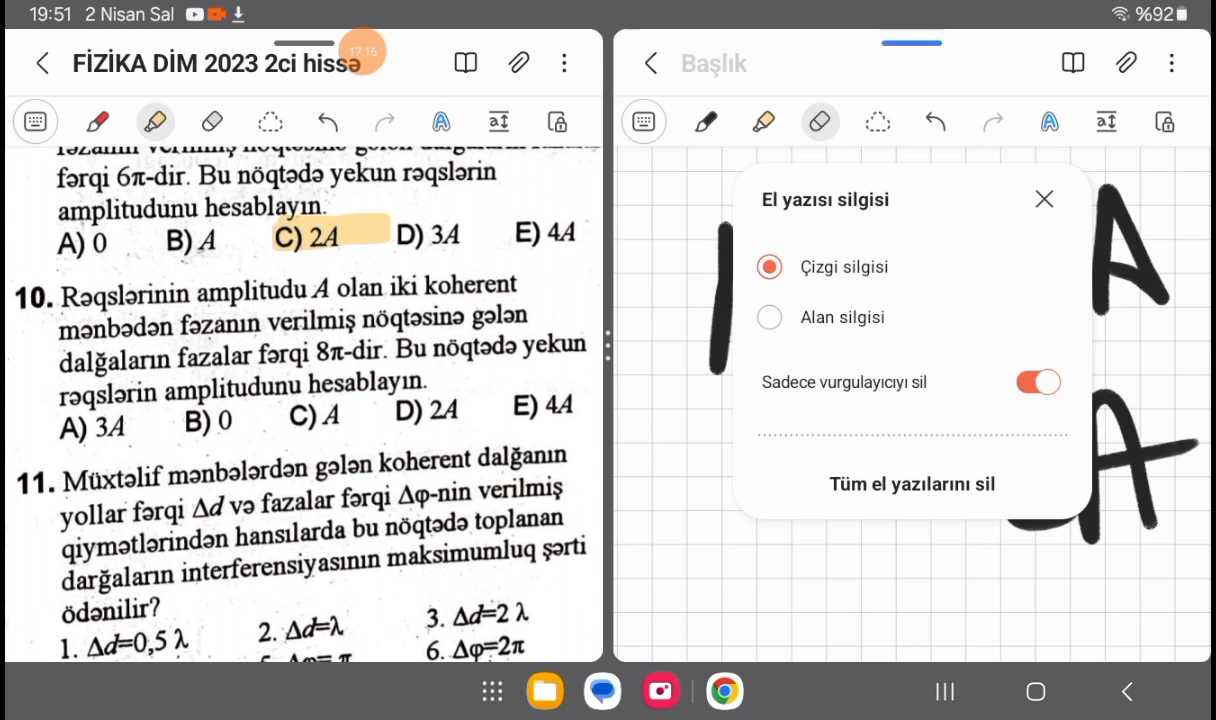 19:51 2 Nisan Sal
%92
FİZİKA DİM 2023 2ci hissə
17:16
Başlık
fərqi 6π-dir. Bu nöqtədə yekun rəqslərin
amplitudunu hesablayın.
A) 0 B) A C) 2A D) 3A E) 4A
10. Rəqslərinin amplitudu A olan iki koherent
mənbədən fəzanın verilmiş nöqtəsinə gələn
dalğaların fazalar fərqi 8π-dir. Bu nöqtədə yekun
rəqslərin amplitudunu hesablayın.
A) 3A B) 0 C) A D) 2A E) 4A
11. Müxtəlif mənbələrdən gələn koherent dalğanın
yollar fərqi Δd və fazalar fərqi Δφ-nin verilmiş
qiymətlərindən hansılarda bu nöqtədə toplanan
darğaların interferensiyasının maksimumluq şərti
ödənilir?
1. Δd=0,5 λ 2. Δd=λ 3. Δd=2 λ
6. Δφ=2π
El yazısı silgisi
Çizgi silgisi
Alan silgisi
Sadece vurgulayıcıyı sil
Tüm el yazılarını sil
A
A